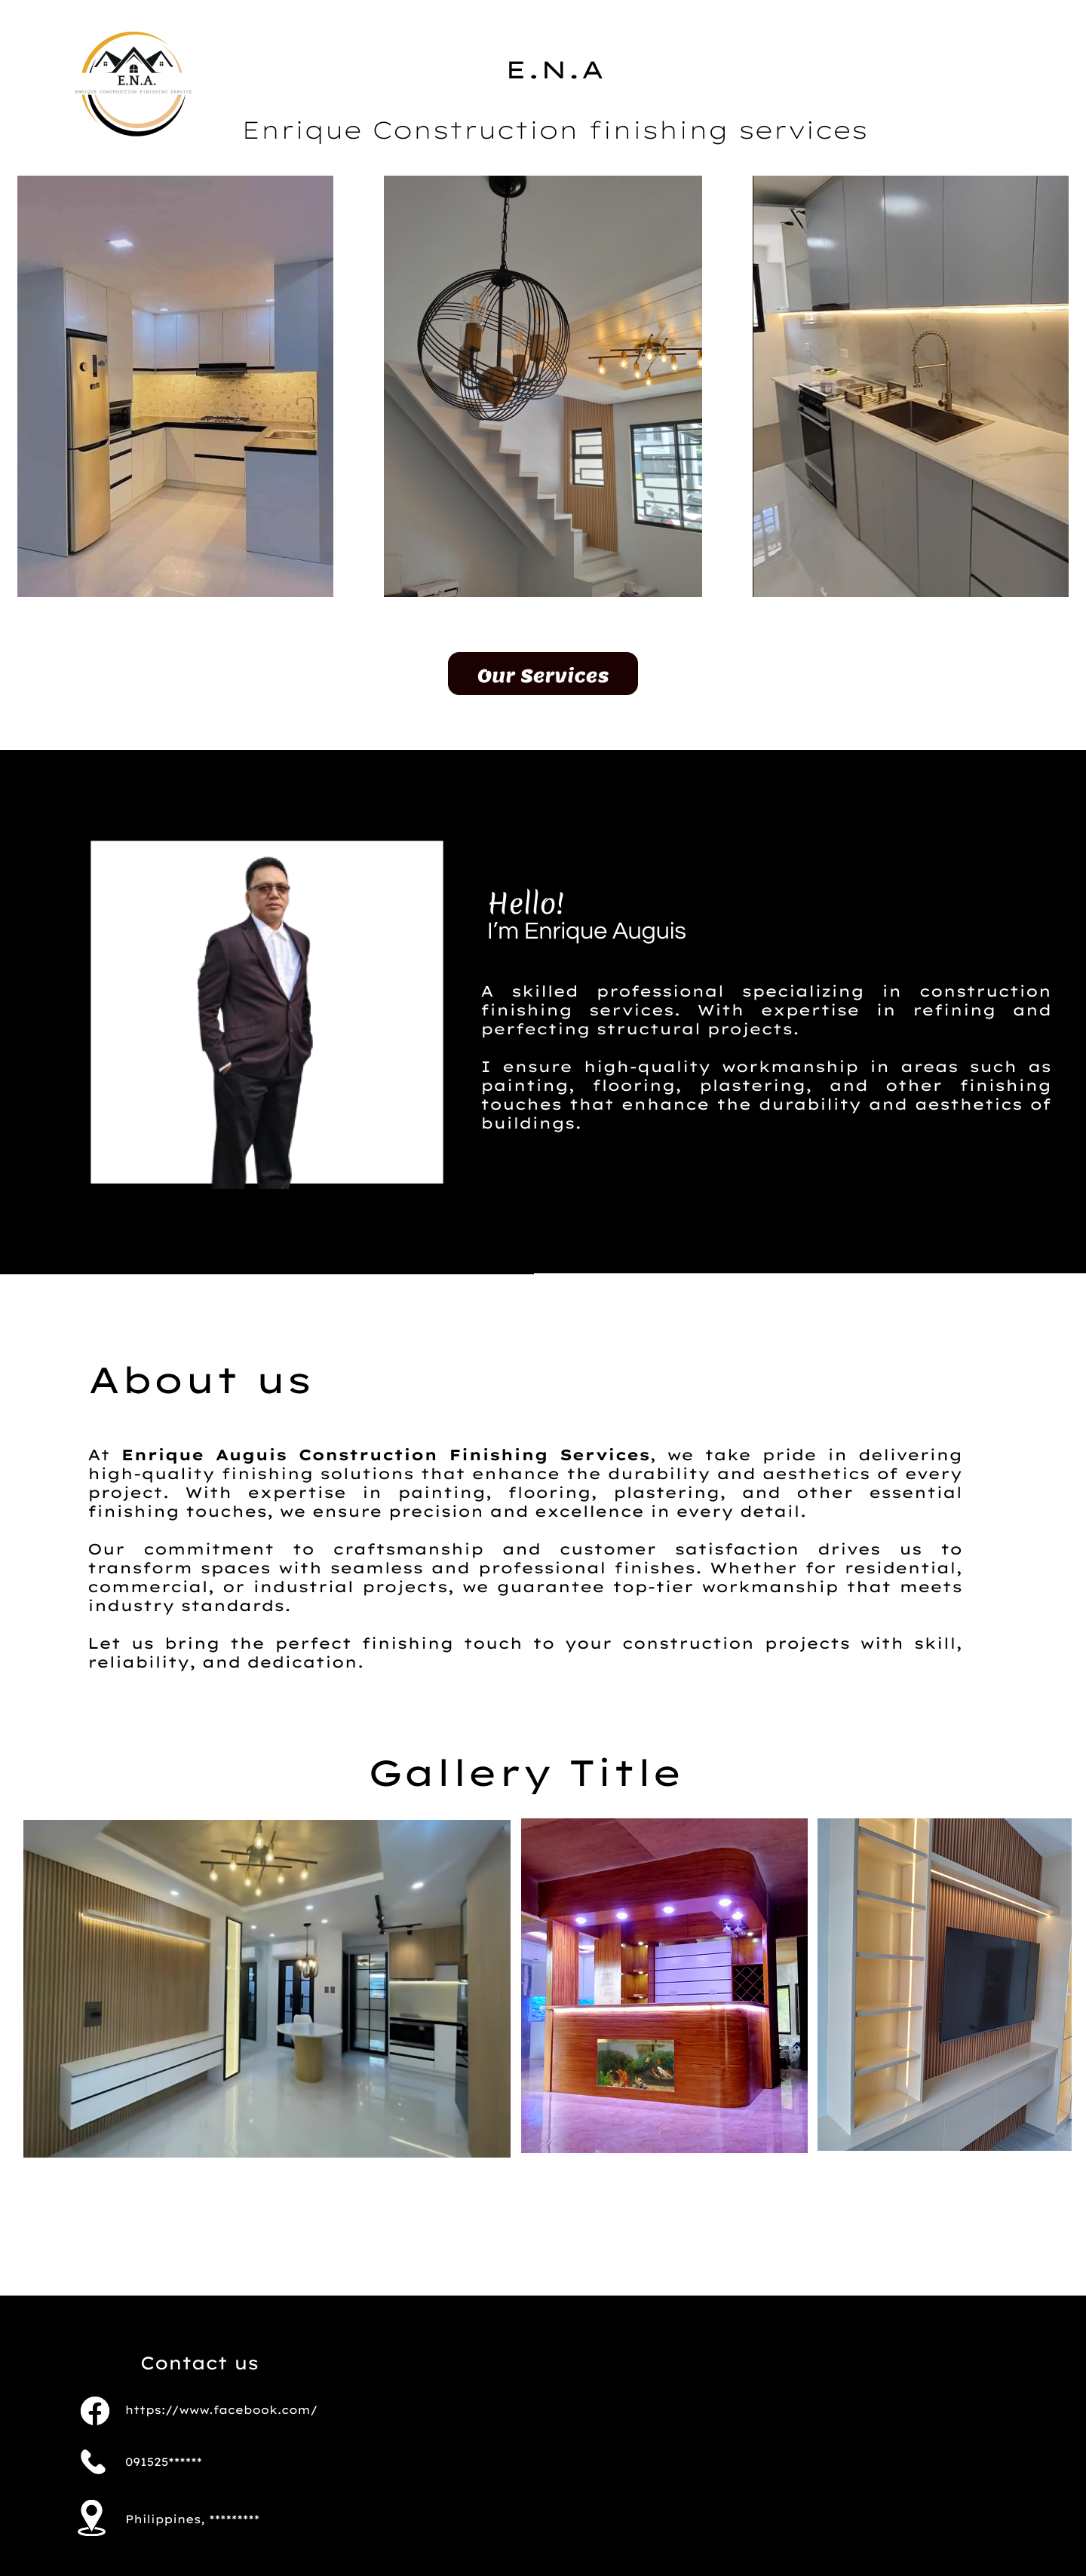 E.N.A.
ENRIQUE CONSTRUCTION FINISHING SERVICE
E.N.A
Enrique Construction finishing services
Our Services
Hello!
I’m Enrique Auguis
A skilled professional specializing in construction
finishing services. With expertise in refining and
perfecting structural projects.
I ensure high-quality workmanship in areas such as
painting, flooring, plastering, and other finishing
touches that enhance the durability and aesthetics of
buildings.
About us
At Enrique Auguis Construction Finishing Services, we take pride in delivering
high-quality finishing solutions that enhance the durability and aesthetics of every
project. With expertise in painting, flooring, plastering, and other essential
finishing touches, we ensure precision and excellence in every detail.
Our commitment to craftsmanship and customer satisfaction drives us to
transform spaces with seamless and professional finishes. Whether for residential,
commercial, or industrial projects, we guarantee top-tier workmanship that meets
industry standards.
Let us bring the perfect finishing touch to your construction projects with skill,
reliability, and dedication.
Gallery Title
Contact us
https://www.facebook.com/
091525******
Philippines, *********